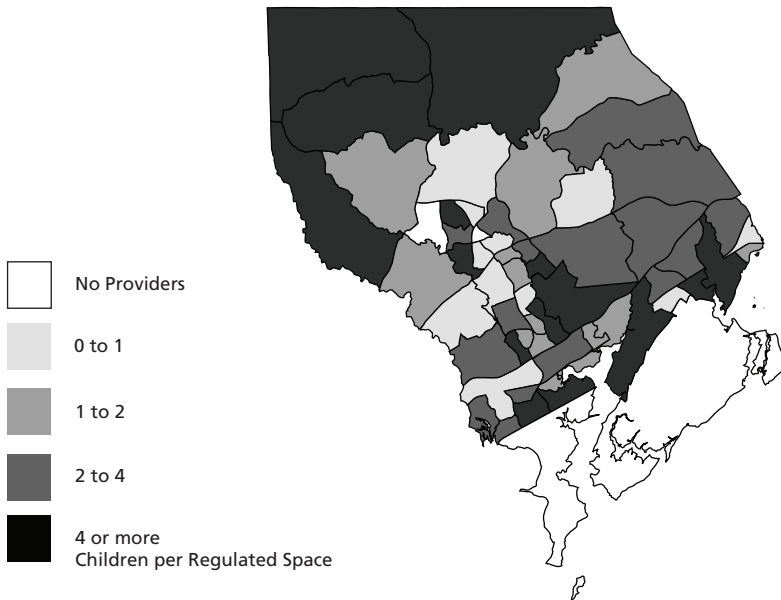 No Providers
0 to 1
1 to 2
2 to 4
4 or more
Children per Regulated Space